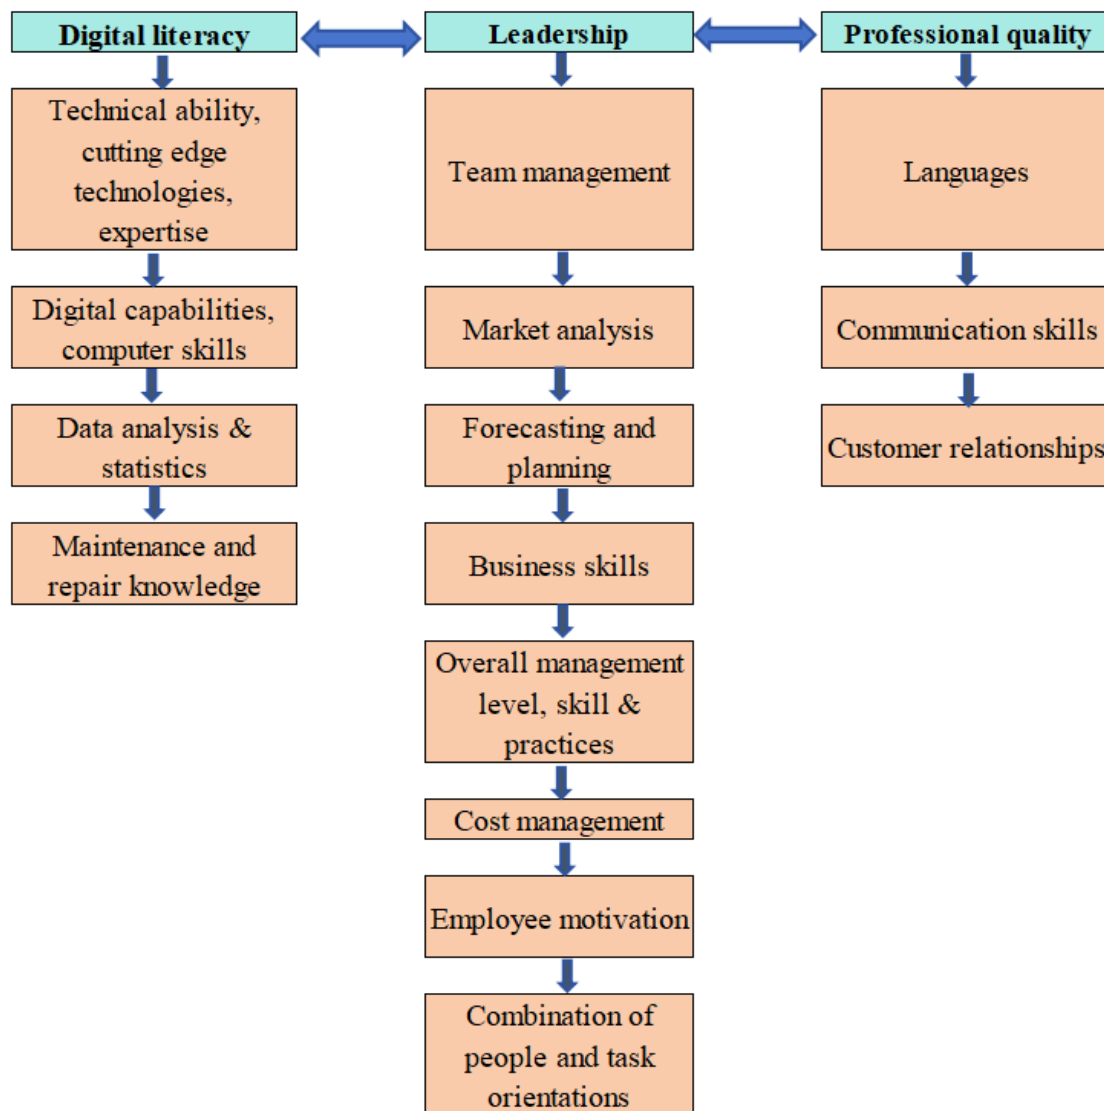 Digital literacy
Leadership
Professional quality
Technical ability,
cutting edge
technologies,
expertise
Team management
Languages
Digital capabilities,
computer skills
Market analysis
Communication skills
Data analysis &
statistics
Forecasting and
planning
Customer relationships
Maintenance and
repair knowledge
Business skills
Overall management
level, skill &
practices
Cost management
Employee motivation
Combination of
people and task
orientations